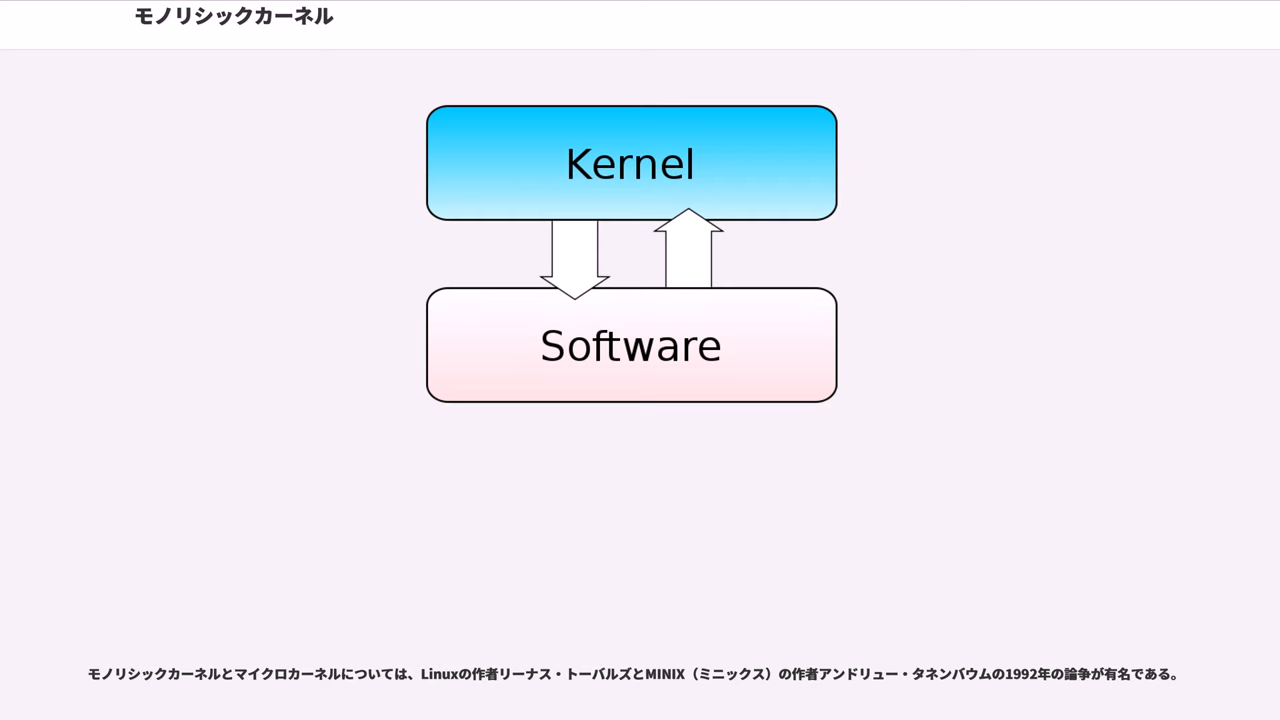 モノリシックカーネル
Kernel
Software
モノリシックカーネルとマイクロカーネルについては、Linuxの作者リーナス・トーバルズとMINIX（ミニックス）の作者アンドリュー・タネンバウムの1992年の論争が有名である。